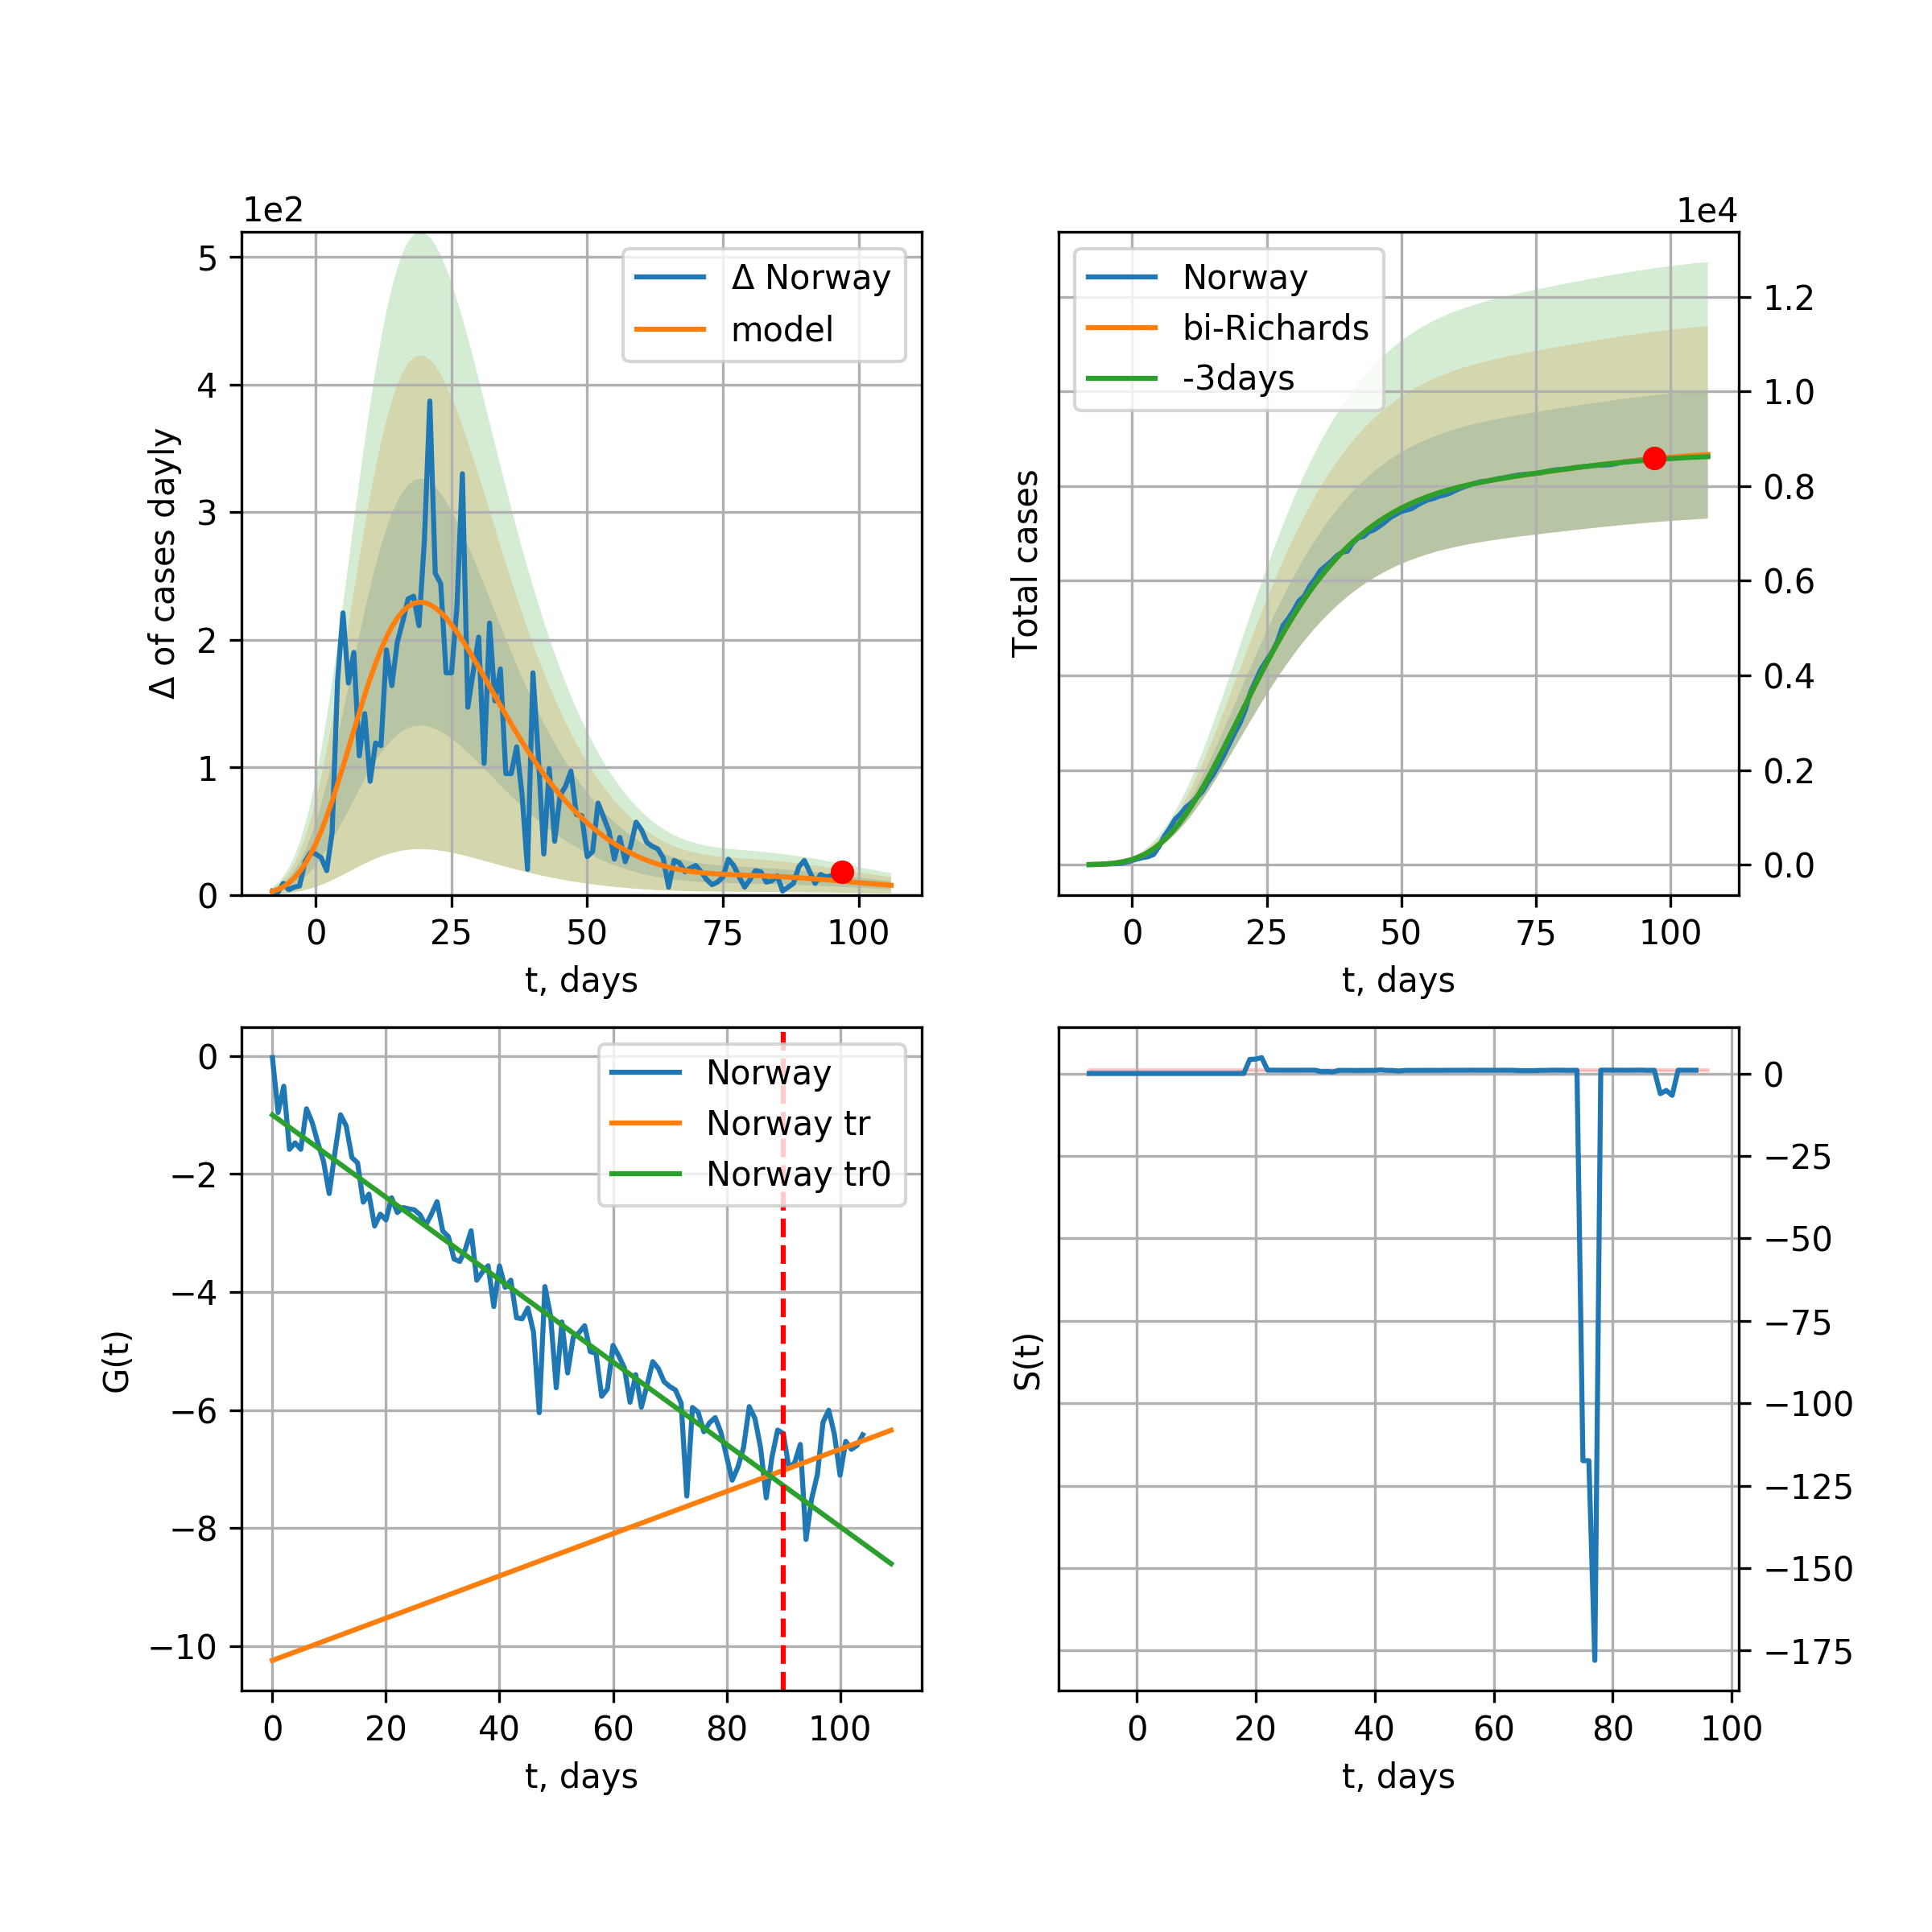 1e2
5
4
3
2
1
0
Δ of cases dayly
Δ Norway
model
0 25 50 75 100
t, days
1e4
Norway
bi-Richards
-3days
Total cases
1.2
1.0
0.8
0.6
0.4
0.2
0.0
0 25 50 75 100
t, days
0
−2
−4
−6
−8
−10
G(t)
Norway
Norway tr
Norway tr0
0 20 40 60 80 100
t, days
S(t)
0
−25
−50
−75
−100
−125
−150
−175
0 20 40 60 80 100
t, days